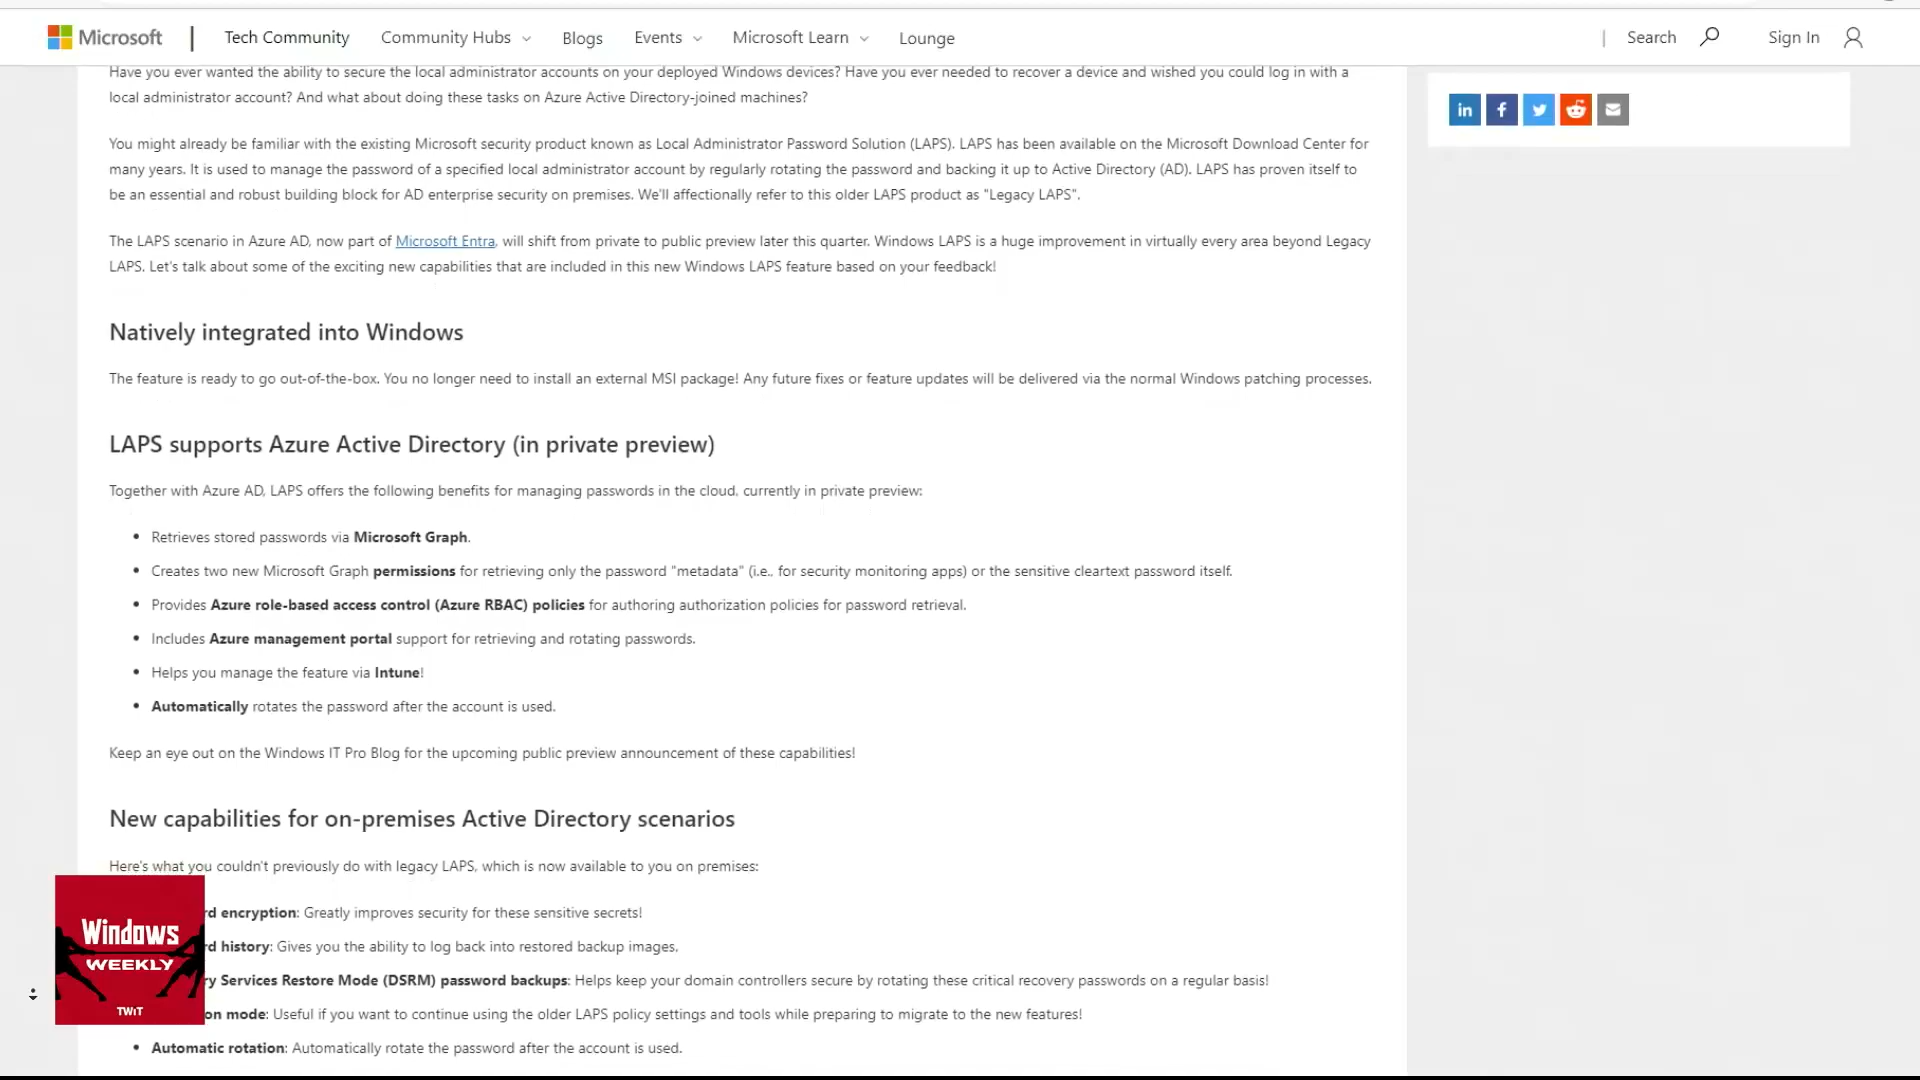 Microsoft | Tech Community Community Hubs Blogs Events Microsoft Learn Lounge | Search Sign In
Have you ever wanted the ability to secure the local administrator accounts on your deployed Windows devices? Have you ever needed to recover a device and wished you could log in with a
local administrator account? And what about doing these tasks on Azure Active Directory-joined machines?
You might already be familiar with the existing Microsoft security product known as Local Administrator Password Solution (LAPS). LAPS has been available on the Microsoft Download Center for
many years. It is used to manage the password of a specified local administrator account by regularly rotating the password and backing it up to Active Directory (AD). LAPS has proven itself to
be an essential and robust building block for AD enterprise security on premises. We'll affectionally refer to this older LAPS product as "Legacy LAPS".
The LAPS scenario in Azure AD, now part of Microsoft Entra, will shift from private to public preview later this quarter. Windows LAPS is a huge improvement in virtually every area beyond Legacy
LAPS. Let's talk about some of the exciting new capabilities that are included in this new Windows LAPS feature based on your feedback!
Natively integrated into Windows
The feature is ready to go out-of-the-box. You no longer need to install an external MSI package! Any future fixes or feature updates will be delivered via the normal Windows patching processes.
LAPS supports Azure Active Directory (in private preview)
Together with Azure AD, LAPS offers the following benefits for managing passwords in the cloud, currently in private preview:
• Retrieves stored passwords via Microsoft Graph.
• Creates two new Microsoft Graph permissions for retrieving only the password "metadata" (i.e., for security monitoring apps) or the sensitive cleartext password itself.
• Provides Azure role-based access control (Azure RBAC) policies for authoring authorization policies for password retrieval.
• Includes Azure management portal support for retrieving and rotating passwords.
• Helps you manage the feature via Intune!
• Automatically rotates the password after the account is used.
Keep an eye out on the Windows IT Pro Blog for the upcoming public preview announcement of these capabilities!
New capabilities for on-premises Active Directory scenarios
Here's what you couldn't previously do with legacy LAPS, which is now available to you on premises:
rd encryption: Greatly improves security for these sensitive secrets!
rd history: Gives you the ability to log back into restored backup images.
ry Services Restore Mode (DSRM) password backups: Helps keep your domain controllers secure by rotating these critical recovery passwords on a regular basis!
on mode: Useful if you want to continue using the older LAPS policy settings and tools while preparing to migrate to the new features!
• Automatic rotation: Automatically rotate the password after the account is used.
Windows
WEEKLY
TWiT